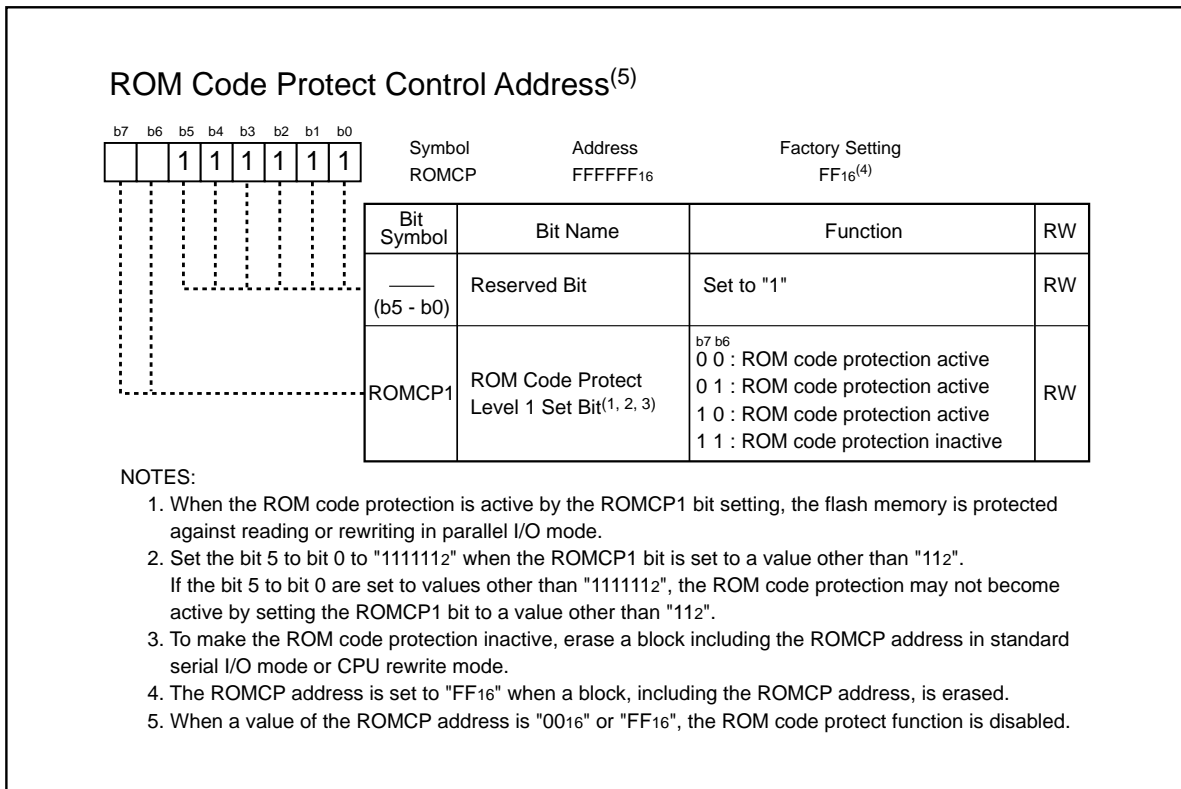 ROM Code Protect Control Address(5)
b7 b6 b5 b4 b3 b2 b1 b0
1 1 1 1 1 1
Symbol Address Factory Setting
ROMCP FFFFFF16 FF16(4)
Bit Symbol Bit Name Function RW
(b5 - b0) Reserved Bit Set to "1" RW
ROMCP1 ROM Code Protect Level 1 Set Bit(1, 2, 3) RW
b7 b6
0 0 : ROM code protection active
0 1 : ROM code protection active
1 0 : ROM code protection active
1 1 : ROM code protection inactive
NOTES:
1. When the ROM code protection is active by the ROMCP1 bit setting, the flash memory is protected
against reading or rewriting in parallel I/O mode.
2. Set the bit 5 to bit 0 to "1111112" when the ROMCP1 bit is set to a value other than "112".
If the bit 5 to bit 0 are set to values other than "1111112", the ROM code protection may not become
active by setting the ROMCP1 bit to a value other than "112".
3. To make the ROM code protection inactive, erase a block including the ROMCP address in standard
serial I/O mode or CPU rewrite mode.
4. The ROMCP address is set to "FF16" when a block, including the ROMCP address, is erased.
5. When a value of the ROMCP address is "0016" or "FF16", the ROM code protect function is disabled.